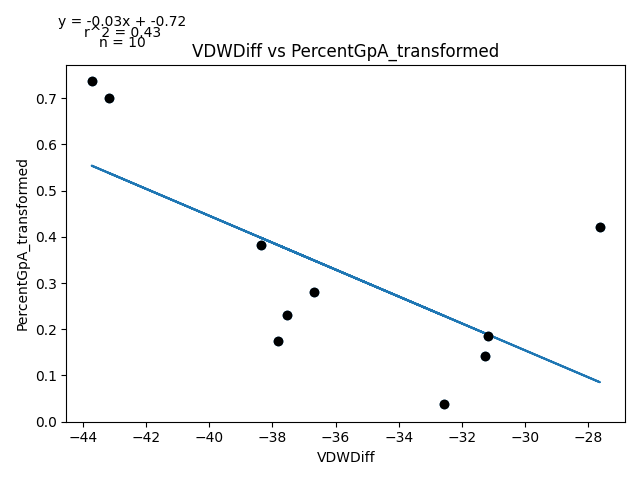 y = -0.03x + -0.72
r^2 = 0.43
n = 10
VDWDiff vs PercentGpA_transformed
0.7
0.6
0.5
0.4
0.3
0.2
0.1
0.0
PercentGpA_transformed
−44 −42 −40 −38 −36 −34 −32 −30 −28
VDWDiff